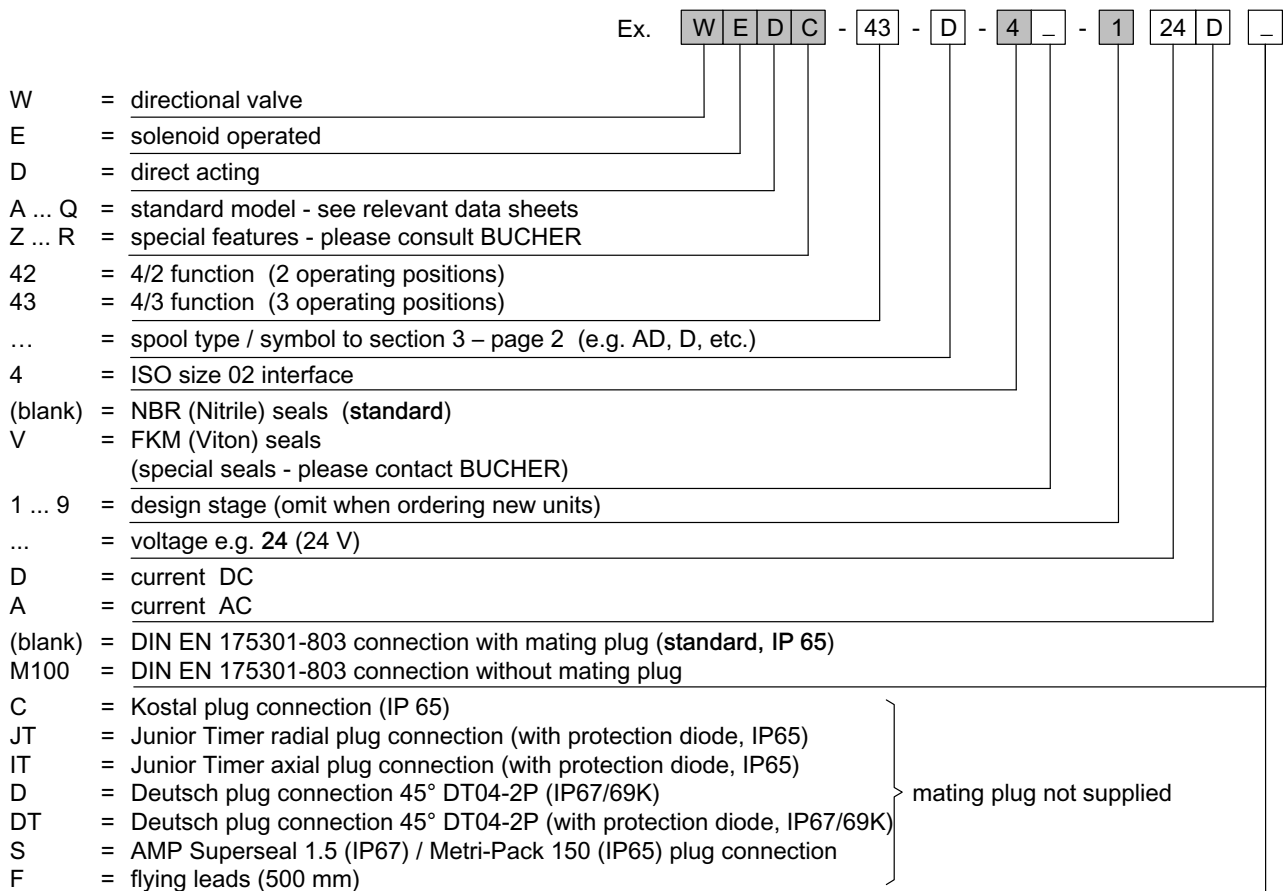 Ex. W E D C - 43 - D - 4 _ - 1 24 D _
W = directional valve
E = solenoid operated
D = direct acting
A ... Q = standard model - see relevant data sheets
Z ... R = special features - please consult BUCHER
42 = 4/2 function (2 operating positions)
43 = 4/3 function (3 operating positions)
… = spool type / symbol to section 3 – page 2 (e.g. AD, D, etc.)
4 = ISO size 02 interface
(blank) = NBR (Nitrile) seals (standard)
V = FKM (Viton) seals
(special seals - please contact BUCHER)
1 ... 9 = design stage (omit when ordering new units)
... = voltage e.g. 24 (24 V)
D = current DC
A = current AC
(blank) = DIN EN 175301-803 connection with mating plug (standard, IP 65)
M100 = DIN EN 175301-803 connection without mating plug
C = Kostal plug connection (IP 65)
JT = Junior Timer radial plug connection (with protection diode, IP65)
IT = Junior Timer axial plug connection (with protection diode, IP65)
D = Deutsch plug connection 45° DT04-2P (IP67/69K) mating plug not supplied
DT = Deutsch plug connection 45° DT04-2P (with protection diode, IP67/69K)
S = AMP Superseal 1.5 (IP67) / Metri-Pack 150 (IP65) plug connection
F = flying leads (500 mm)